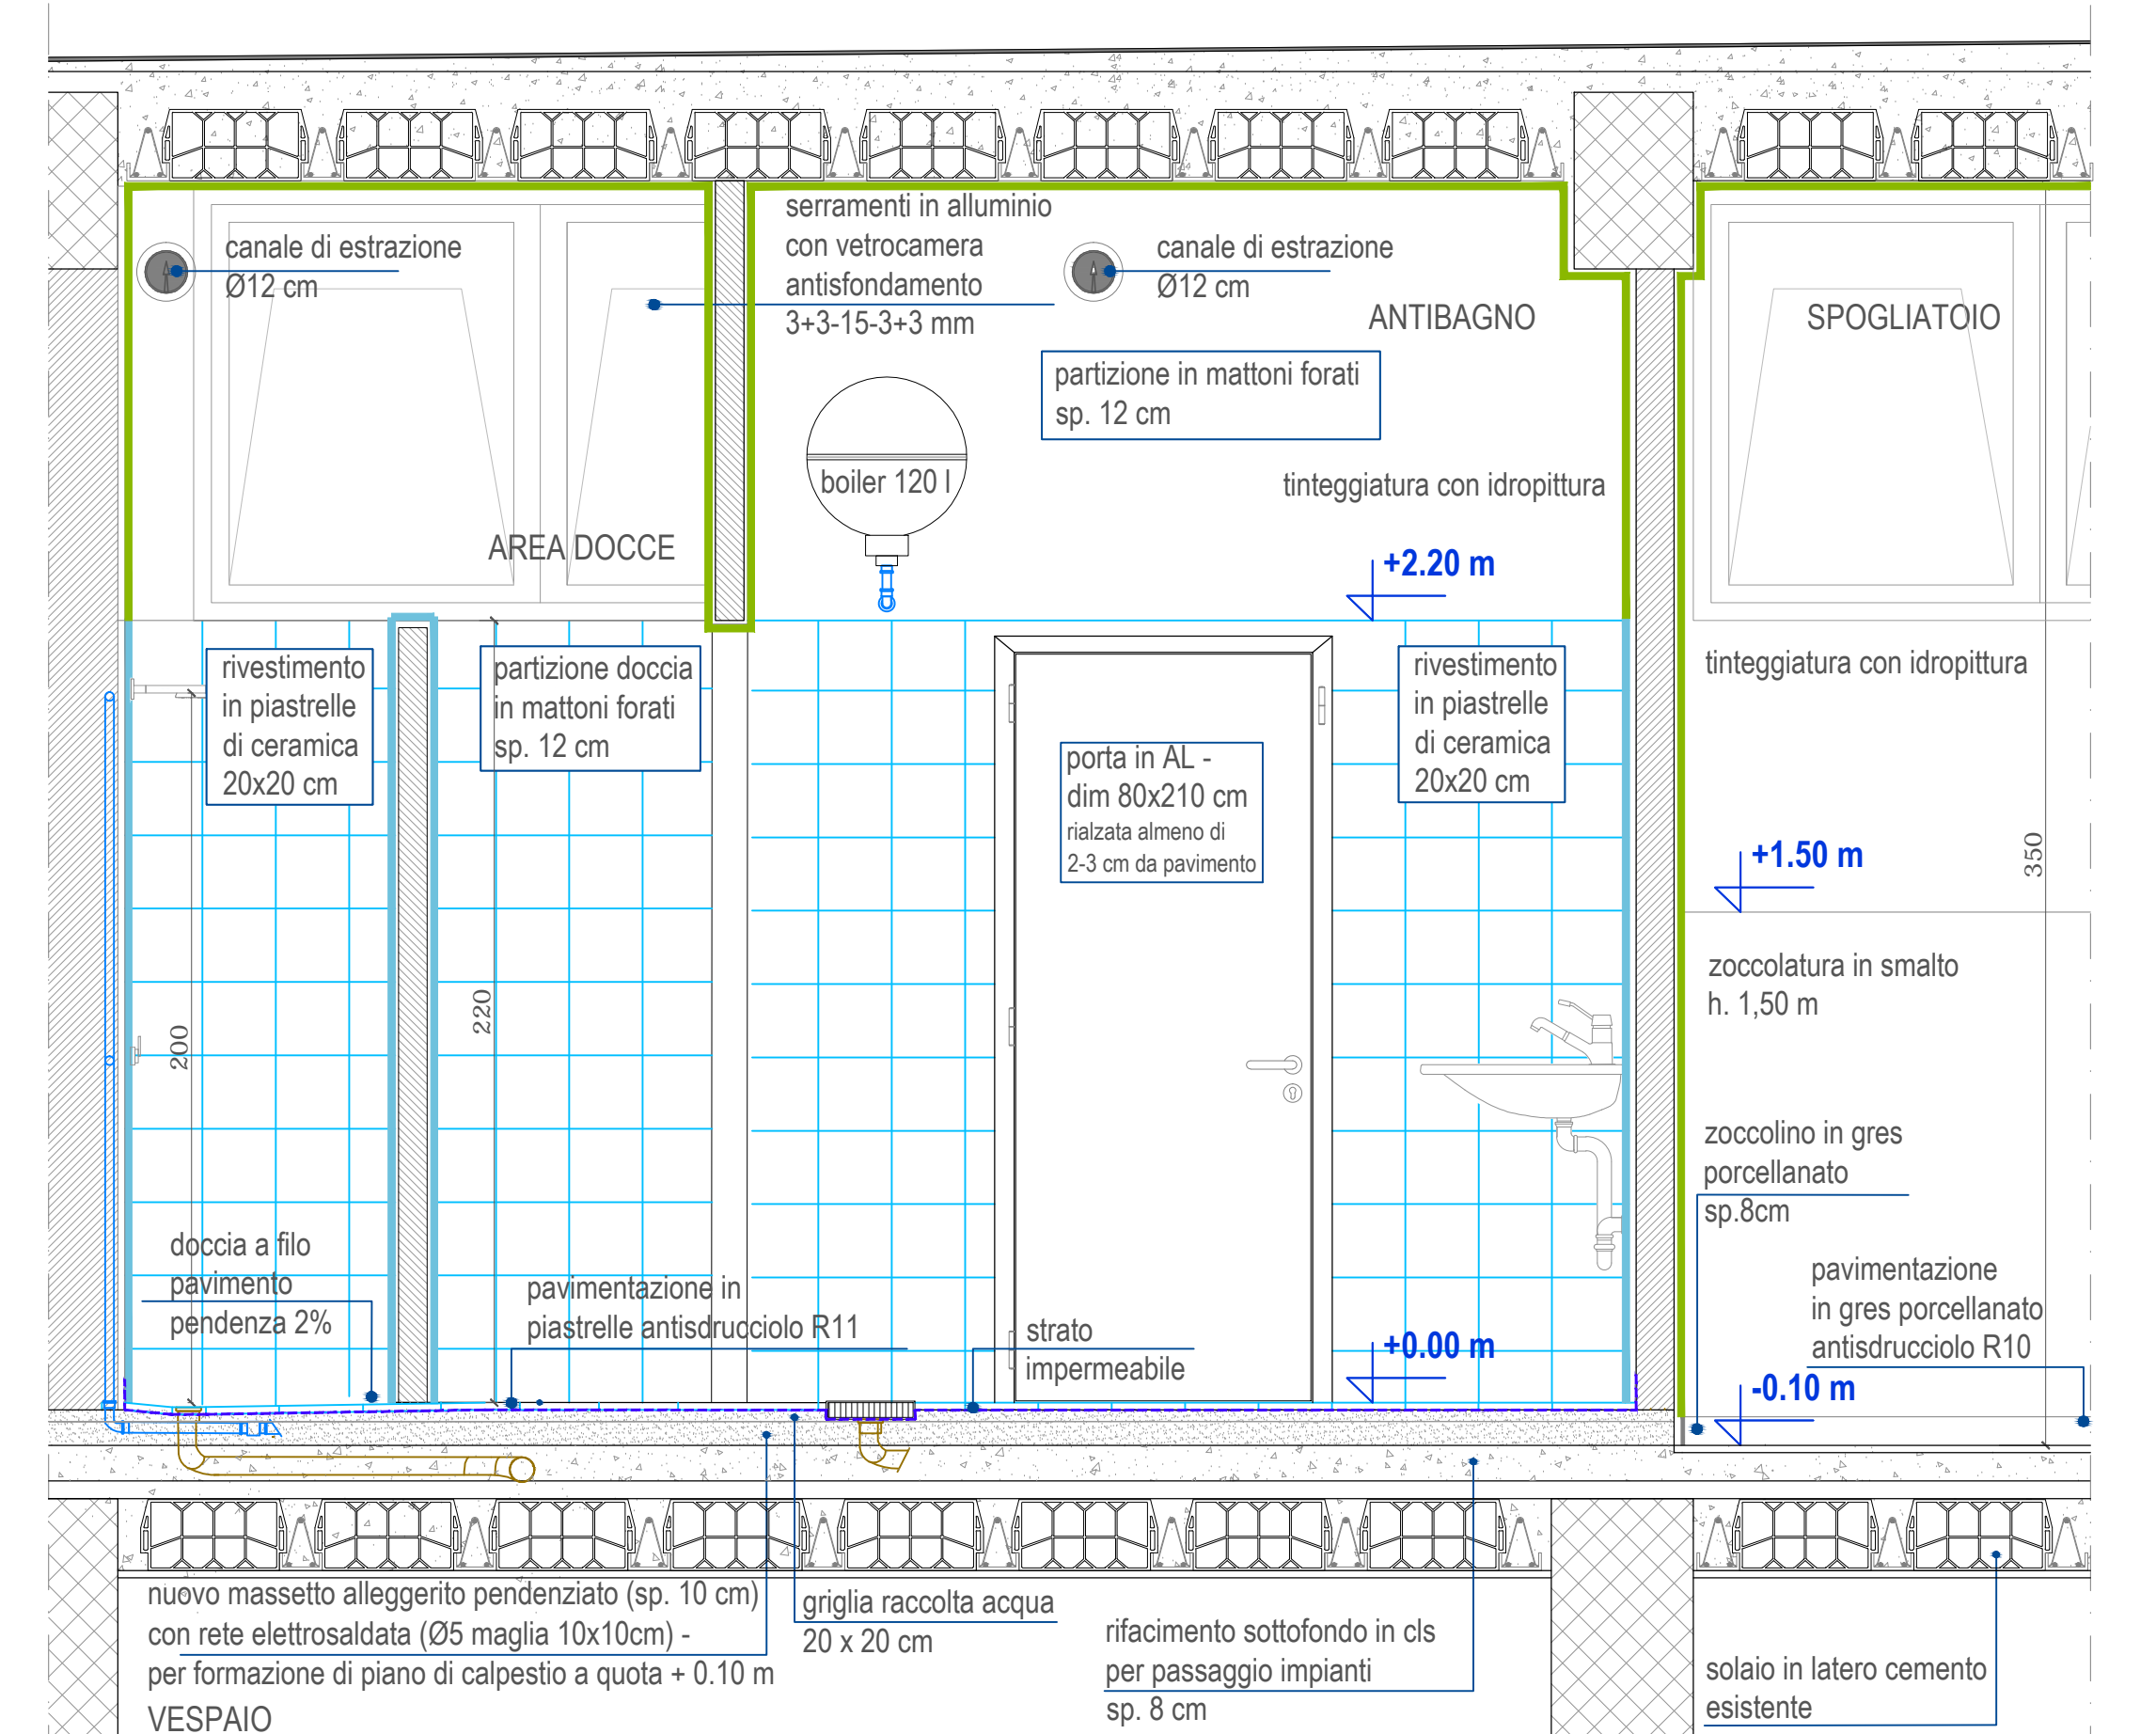 canale di estrazione
Ø12 cm
serramenti in alluminio
con vetrocamera
antisfondamento
3+3-15-3+3 mm
canale di estrazione
Ø12 cm
ANTIBAGNO
SPOGLIATOIO
partizione in mattoni forati
sp. 12 cm
boiler 120 l
tinteggiatura con idropittura
AREA DOCCE
+2.20 m
rivestimento
in piastrelle
di ceramica
20x20 cm
partizione doccia
in mattoni forati
sp. 12 cm
rivestimento
in piastrelle
di ceramica
20x20 cm
tinteggiatura con idropittura
porta in AL -
dim 80x210 cm
rialzata almeno di
2-3 cm da pavimento
+1.50 m
350
zoccolatura in smalto
h. 1,50 m
200
220
zoccolino in gres
porcellanato
sp.8cm
doccia a filo
pavimento
pendenza 2%
pavimentazione in
piastrelle antisdrucciolo R11
strato
impermeabile
+0.00 m
pavimentazione
in gres porcellanato
antisdrucciolo R10
-0.10 m
nuovo massetto alleggerito pendenziato (sp. 10 cm)
con rete elettrosaldata (Ø5 maglia 10x10cm) -
per formazione di piano di calpestio a quota + 0.10 m
griglia raccolta acqua
20 x 20 cm
rifacimento sottofondo in cls
per passaggio impianti
sp. 8 cm
solaio in latero cemento
esistente
VESPAIO